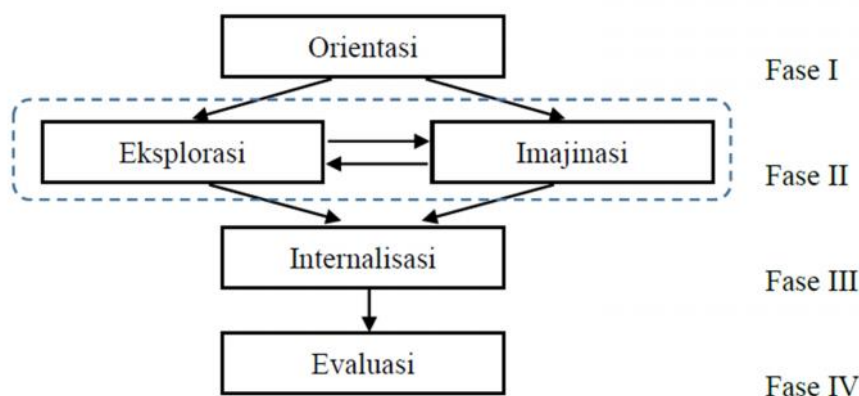 Orientasi
Fase I
Eksplorasi
Imajinasi
Fase II
Internalisasi
Fase III
Evaluasi
Fase IV